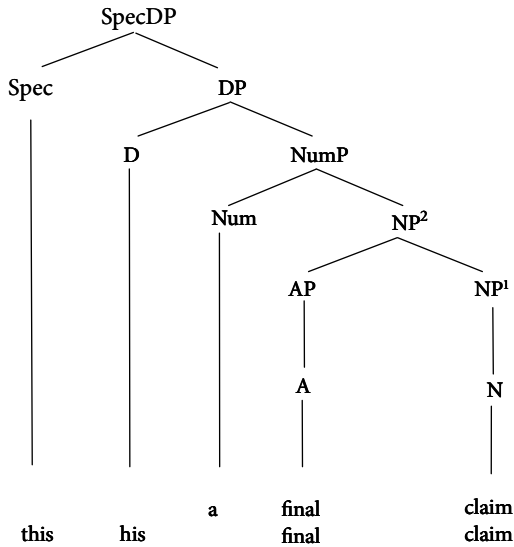 SpecDP
Spec DP
D NumP
Num NP²
AP NP¹
A N
a final claim
this his final claim